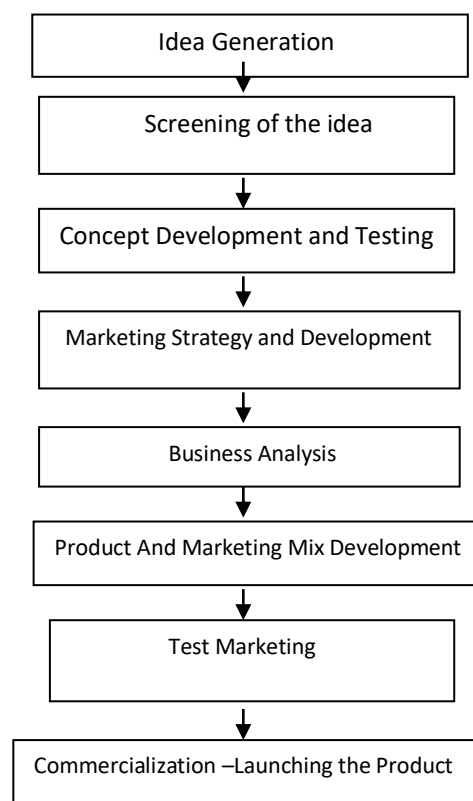 Idea Generation
Screening of the idea
Concept Development and Testing
Marketing Strategy and Development
Business Analysis
Product And Marketing Mix Development
Test Marketing
Commercialization –Launching the Product